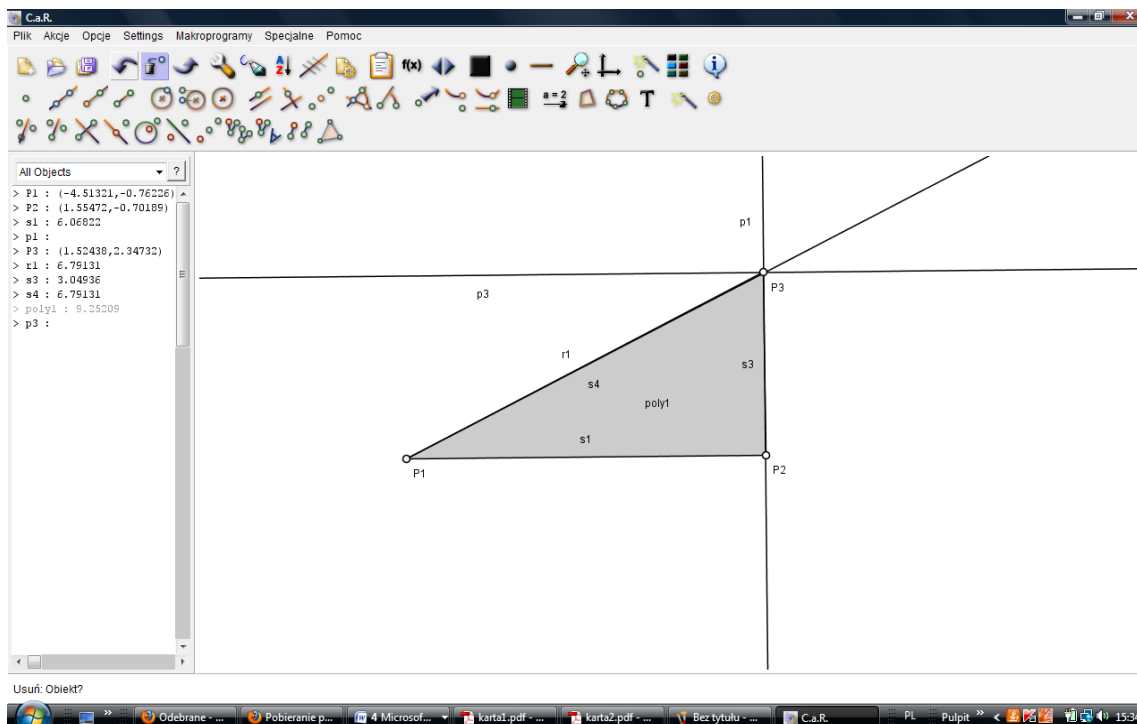 C.a.R.
Plik Akcje Opcje Settings Makroprogramy Specjalne Pomoc
f(x)
a = 2
T
All Objects
?
> P1 : (-4.51321,-0.76226)
> P2 : (1.55472,-0.70189)
> s1 : 6.06822
> p1 :
> P3 : (1.52438,2.34732)
> r1 : 6.79131
> s3 : 3.04936
> s4 : 6.79131
> poly1 : 9.25209
> p3 :
p1
P3
p3
r1
s3
s4
poly1
s1
P1
P2
Usuń: Obiekt?
Odebrane - ... Pobieranie p... 4 Microsof... karta1.pdf - ... karta2.pdf - ... Bez tytułu - ... C.a.R. PL Pulpit » < 15:3